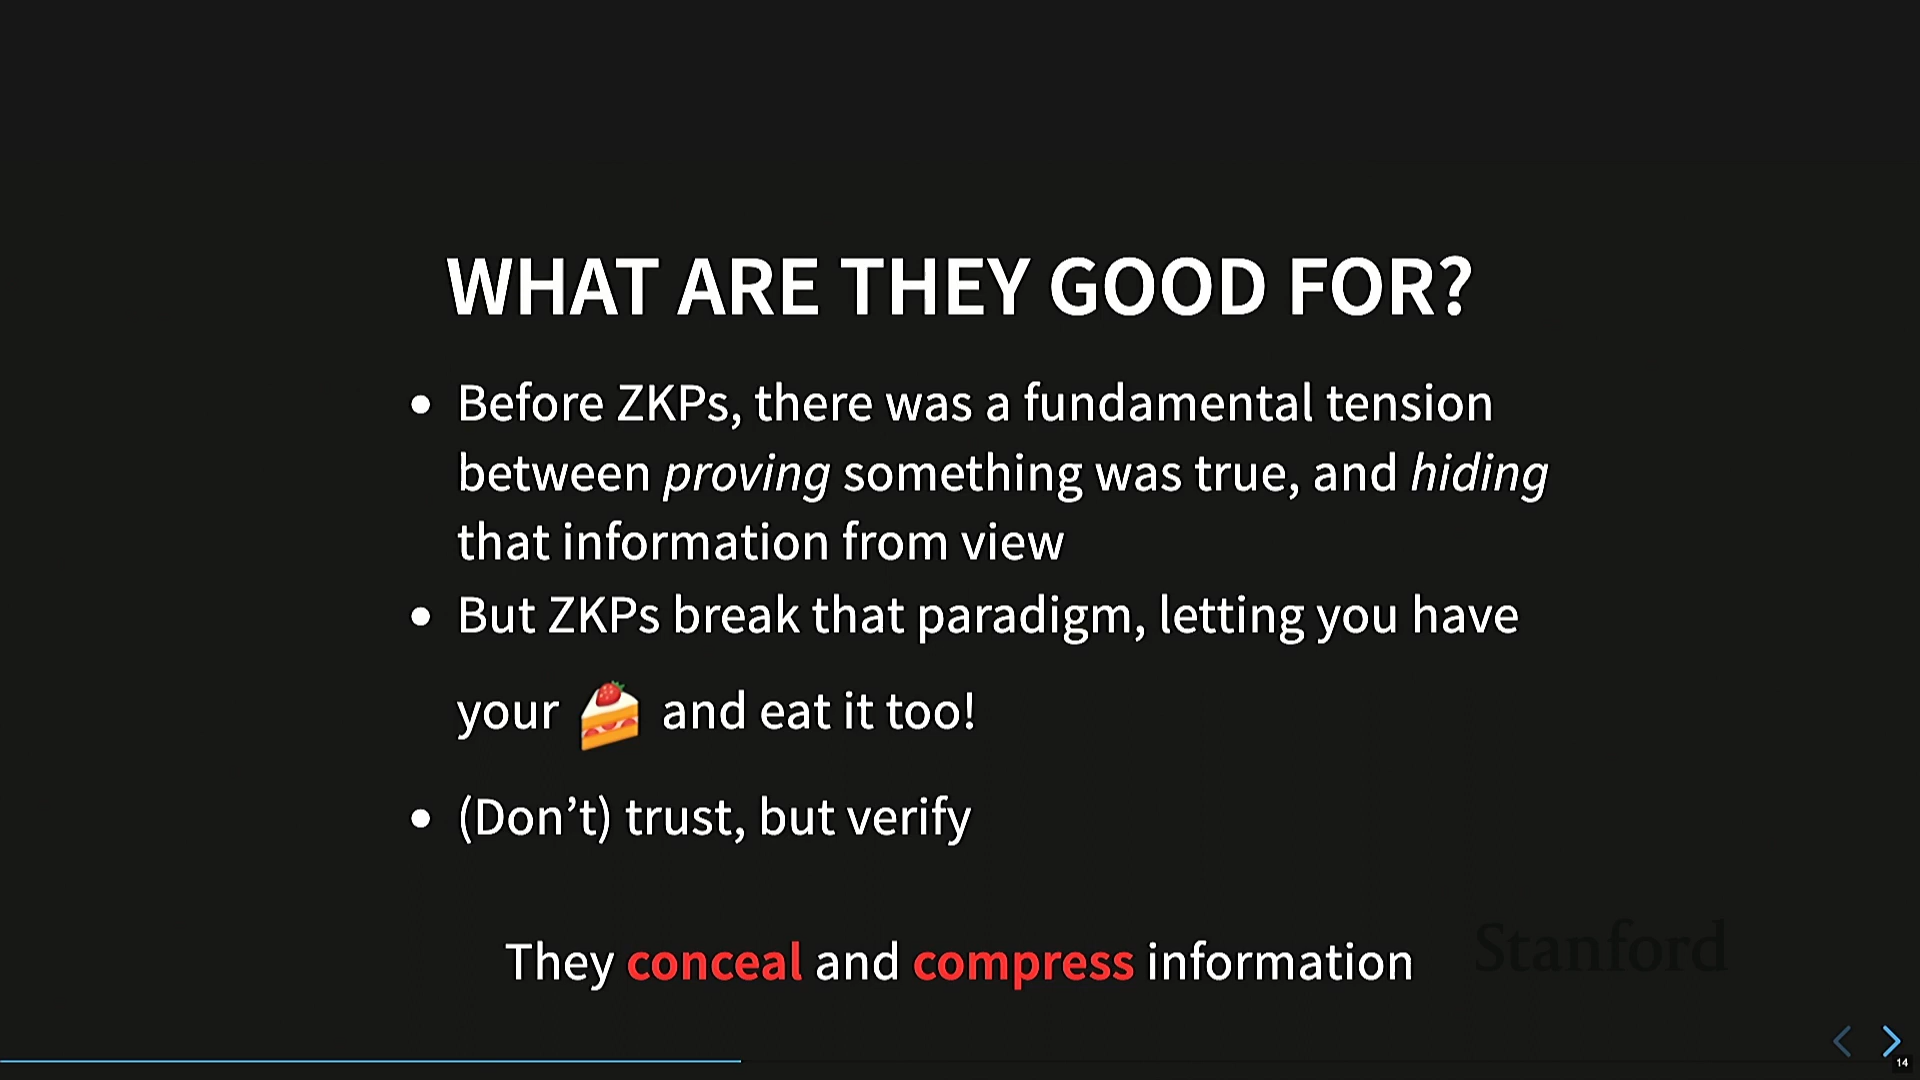 WHAT ARE THEY GOOD FOR?
Before ZKPs, there was a fundamental tension
between proving something was true, and hiding
that information from view
But ZKPs break that paradigm, letting you have
your 🍰 and eat it too!
(Don’t) trust, but verify
They conceal and compress information
Stanford
14